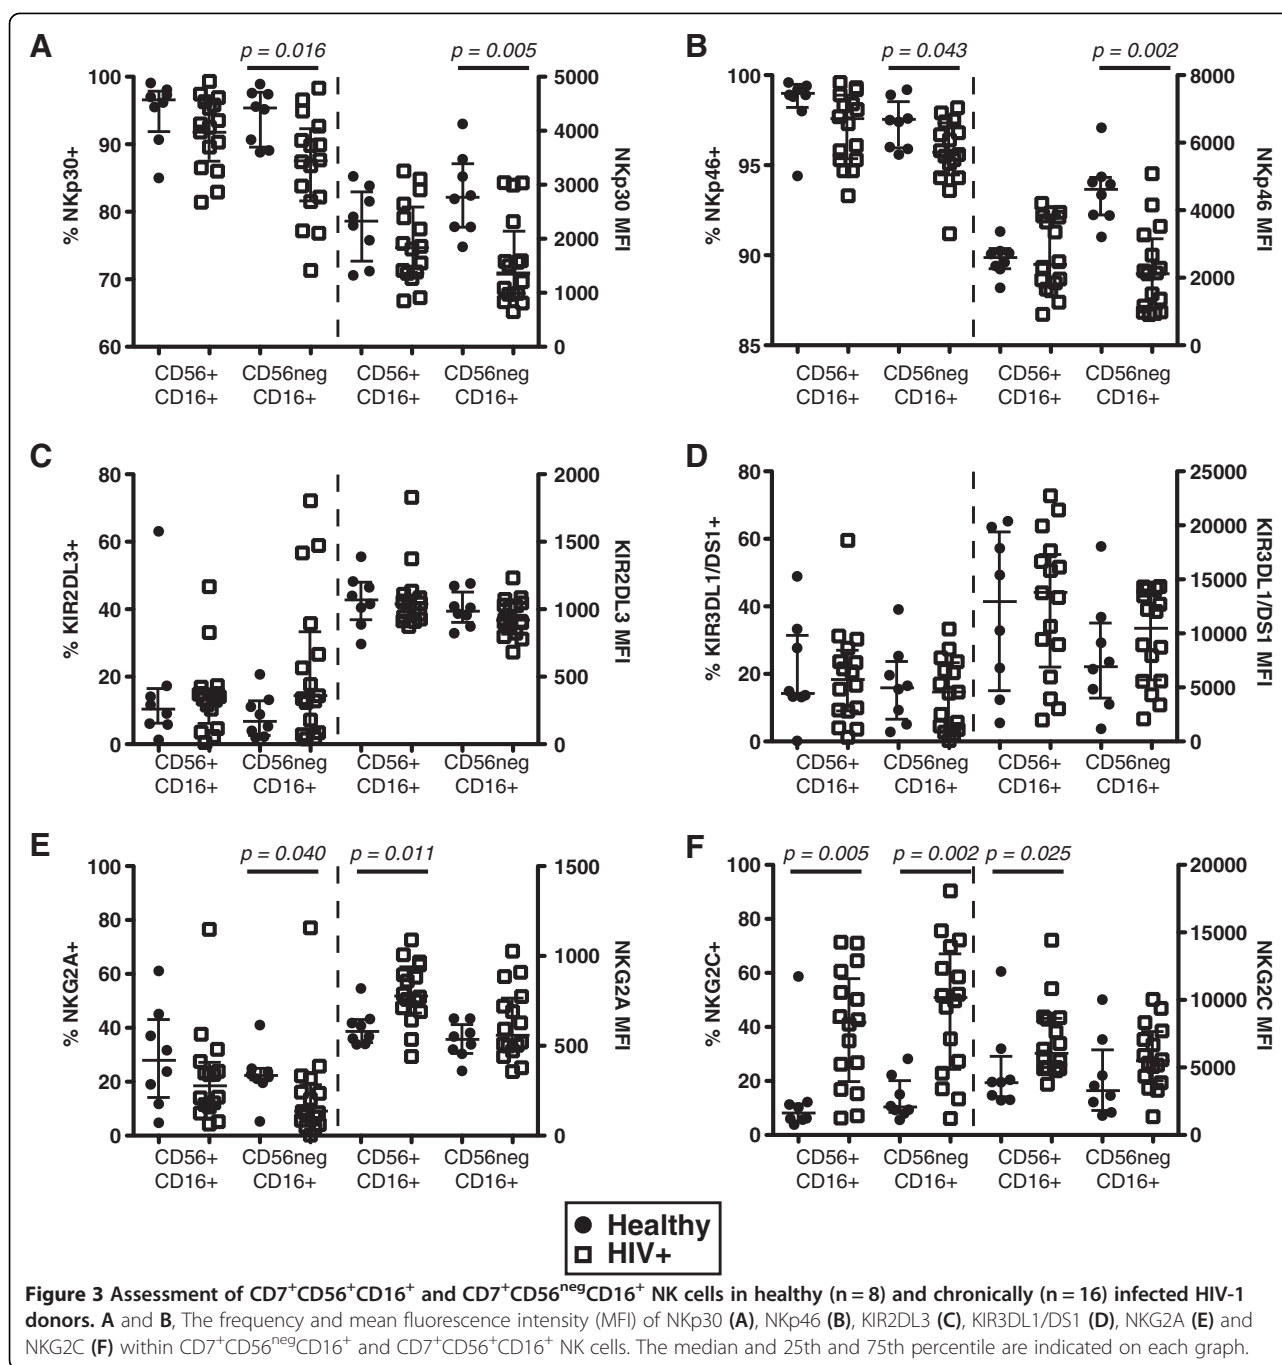 A
p = 0.016
p = 0.005
100
90
80
70
60
% NKp30+
5000
4000
3000
2000
1000
0
NKp30 MFI
CD56+ CD56neg CD56+ CD56neg
CD16+ CD16+ CD16+ CD16+
B
p = 0.043
p = 0.002
100
95
90
85
% NKp46+
8000
6000
4000
2000
0
NKp46 MFI
CD56+ CD56neg CD56+ CD56neg
CD16+ CD16+ CD16+ CD16+
C
80
60
40
20
0
% KIR2DL3+
2000
1500
1000
500
0
KIR2DL3 MFI
CD56+ CD56neg CD56+ CD56neg
CD16+ CD16+ CD16+ CD16+
D
80
60
40
20
0
% KIR3DL1/DS1+
25000
20000
15000
10000
5000
0
KIR3DL1/DS1 MFI
CD56+ CD56neg CD56+ CD56neg
CD16+ CD16+ CD16+ CD16+
E
p = 0.040
p = 0.011
100
80
60
40
20
0
% NKG2A+
1500
1000
500
0
NKG2A MFI
CD56+ CD56neg CD56+ CD56neg
CD16+ CD16+ CD16+ CD16+
F
p = 0.005
p = 0.002
p = 0.025
100
80
60
40
20
0
% NKG2C+
20000
15000
10000
5000
0
NKG2C MFI
CD56+ CD56neg CD56+ CD56neg
CD16+ CD16+ CD16+ CD16+
Healthy
HIV+
Figure 3 Assessment of CD7⁺CD56⁺CD16⁺ and CD7⁺CD56ⁿᵉᵍCD16⁺ NK cells in healthy (n = 8) and chronically (n = 16) infected HIV-1
donors. A and B, The frequency and mean fluorescence intensity (MFI) of NKp30 (A), NKp46 (B), KIR2DL3 (C), KIR3DL1/DS1 (D), NKG2A (E) and
NKG2C (F) within CD7⁺CD56ⁿᵉᵍCD16⁺ and CD7⁺CD56⁺CD16⁺ NK cells. The median and 25th and 75th percentile are indicated on each graph.